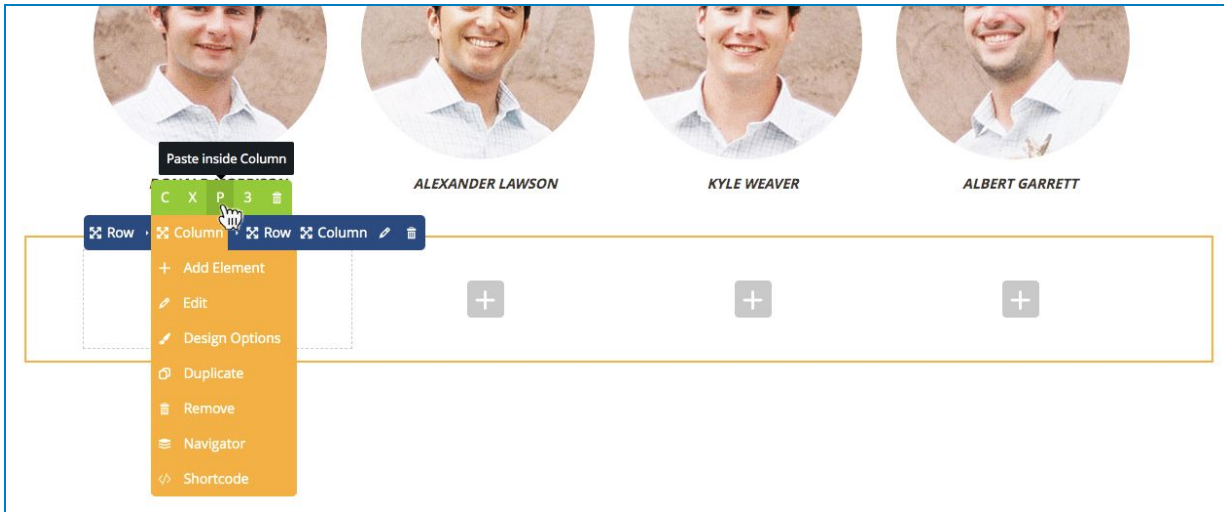 Paste inside Column
ALEXANDER LAWSON
KYLE WEAVER
ALBERT GARRETT
C X P 3
Row Column Row Column
Add Element
Edit
Design Options
Duplicate
Remove
Navigator
Shortcode